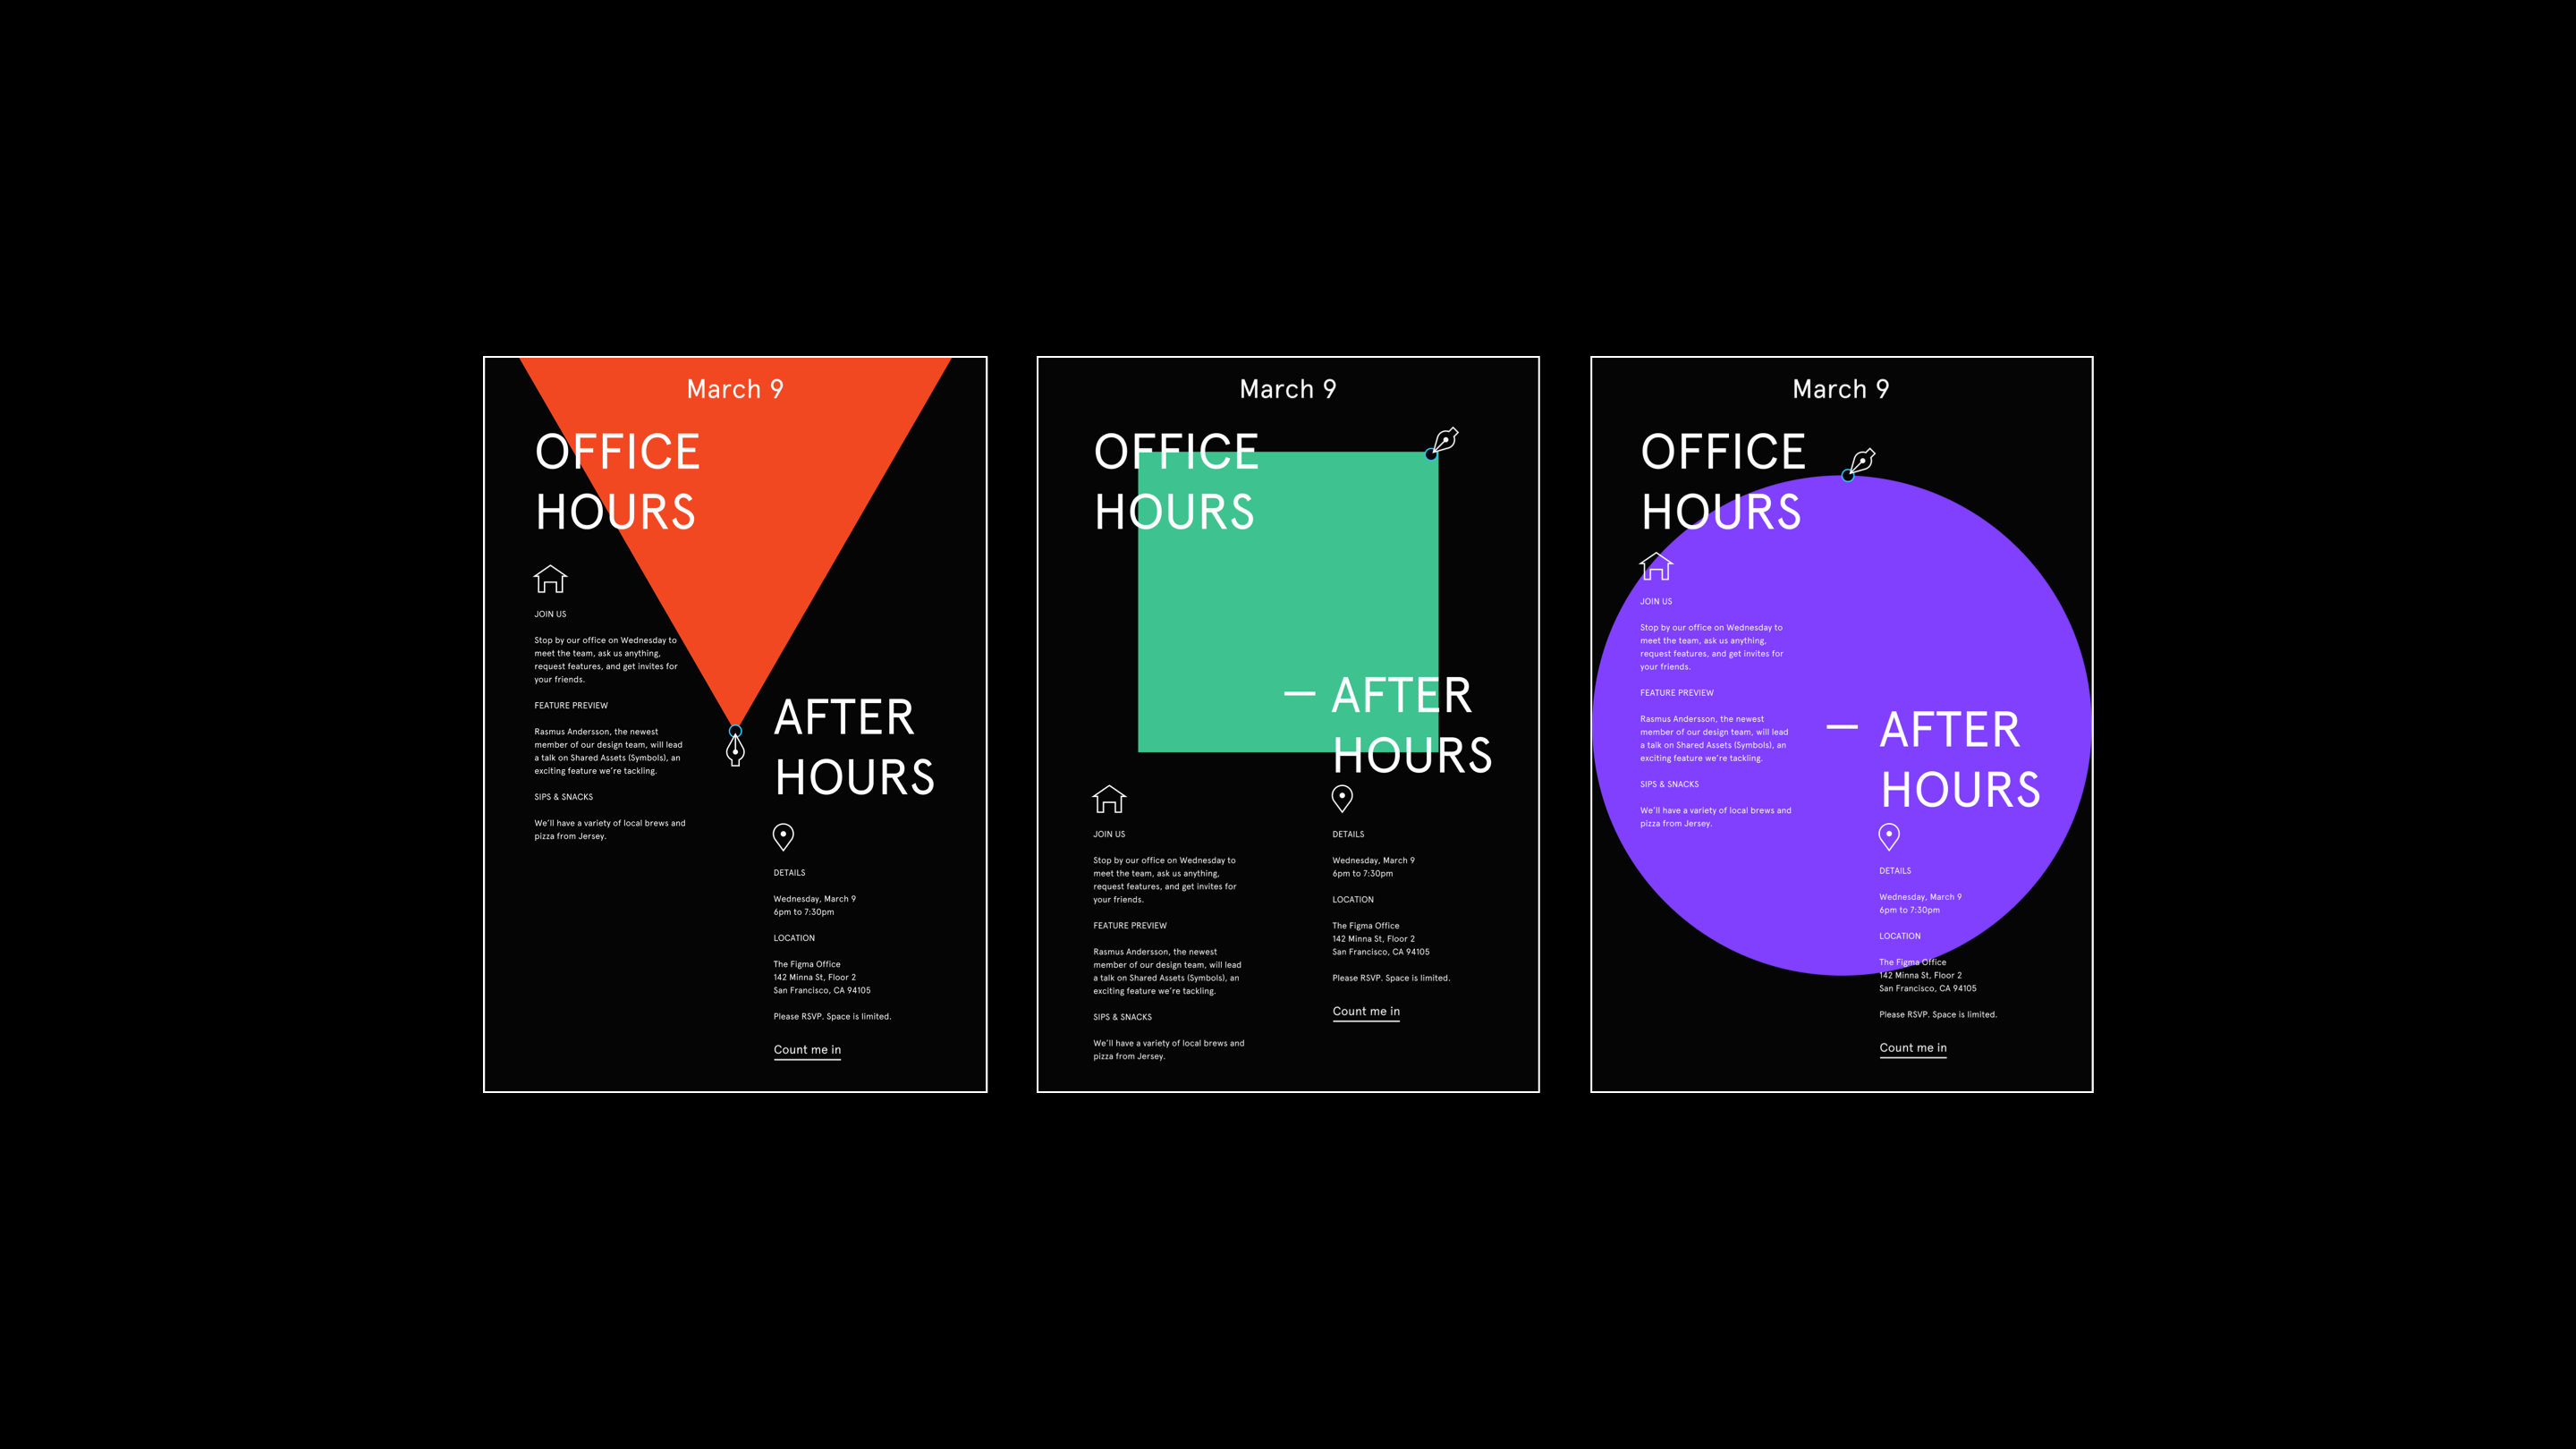 March 9
OFFICE
HOURS
JOIN US
Stop by our office on Wednesday to
meet the team, ask us anything,
request features, and get invites for
your friends.
FEATURE PREVIEW
Rasmus Andersson, the newest
member of our design team, will lead
a talk on Shared Assets (Symbols), an
exciting feature we’re tackling.
SIPS & SNACKS
We’ll have a variety of local brews and
pizza from Jersey.
AFTER
HOURS
DETAILS
Wednesday, March 9
6pm to 7:30pm
LOCATION
The Figma Office
142 Minna St, Floor 2
San Francisco, CA 94105
Please RSVP. Space is limited.
Count me in
March 9
OFFICE
HOURS
— AFTER
HOURS
JOIN US
Stop by our office on Wednesday to
meet the team, ask us anything,
request features, and get invites for
your friends.
FEATURE PREVIEW
Rasmus Andersson, the newest
member of our design team, will lead
a talk on Shared Assets (Symbols), an
exciting feature we’re tackling.
SIPS & SNACKS
We’ll have a variety of local brews and
pizza from Jersey.
DETAILS
Wednesday, March 9
6pm to 7:30pm
LOCATION
The Figma Office
142 Minna St, Floor 2
San Francisco, CA 94105
Please RSVP. Space is limited.
Count me in
March 9
OFFICE
HOURS
JOIN US
Stop by our office on Wednesday to
meet the team, ask us anything,
request features, and get invites for
your friends.
FEATURE PREVIEW
Rasmus Andersson, the newest
member of our design team, will lead
a talk on Shared Assets (Symbols), an
exciting feature we’re tackling.
SIPS & SNACKS
We’ll have a variety of local brews and
pizza from Jersey.
— AFTER
HOURS
DETAILS
Wednesday, March 9
6pm to 7:30pm
LOCATION
The Figma Office
142 Minna St, Floor 2
San Francisco, CA 94105
Please RSVP. Space is limited.
Count me in